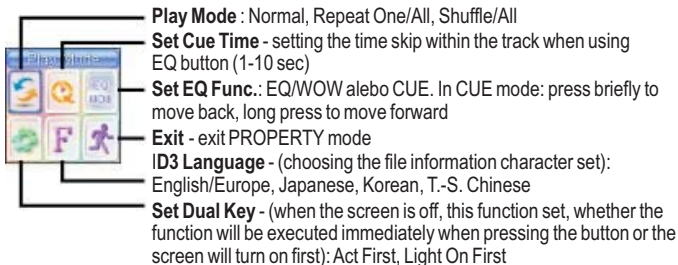 Play Mode : Normal, Repeat One/All, Shuffle/All
Set Cue Time - setting the time skip within the track when using
EQ button (1-10 sec)
Play Mode
EQ
Set EQ Func.: EQ/WOW alebo CUE. In CUE mode: press briefly to
move back, long press to move forward
F
Exit - exit PROPERTY mode
ID3 Language - (choosing the file information character set):
English/Europe, Japanese, Korean, T.-S. Chinese
Set Dual Key - (when the screen is off, this function set, whether the
function will be executed immediately when pressing the button or the
screen will turn on first): Act First, Light On First